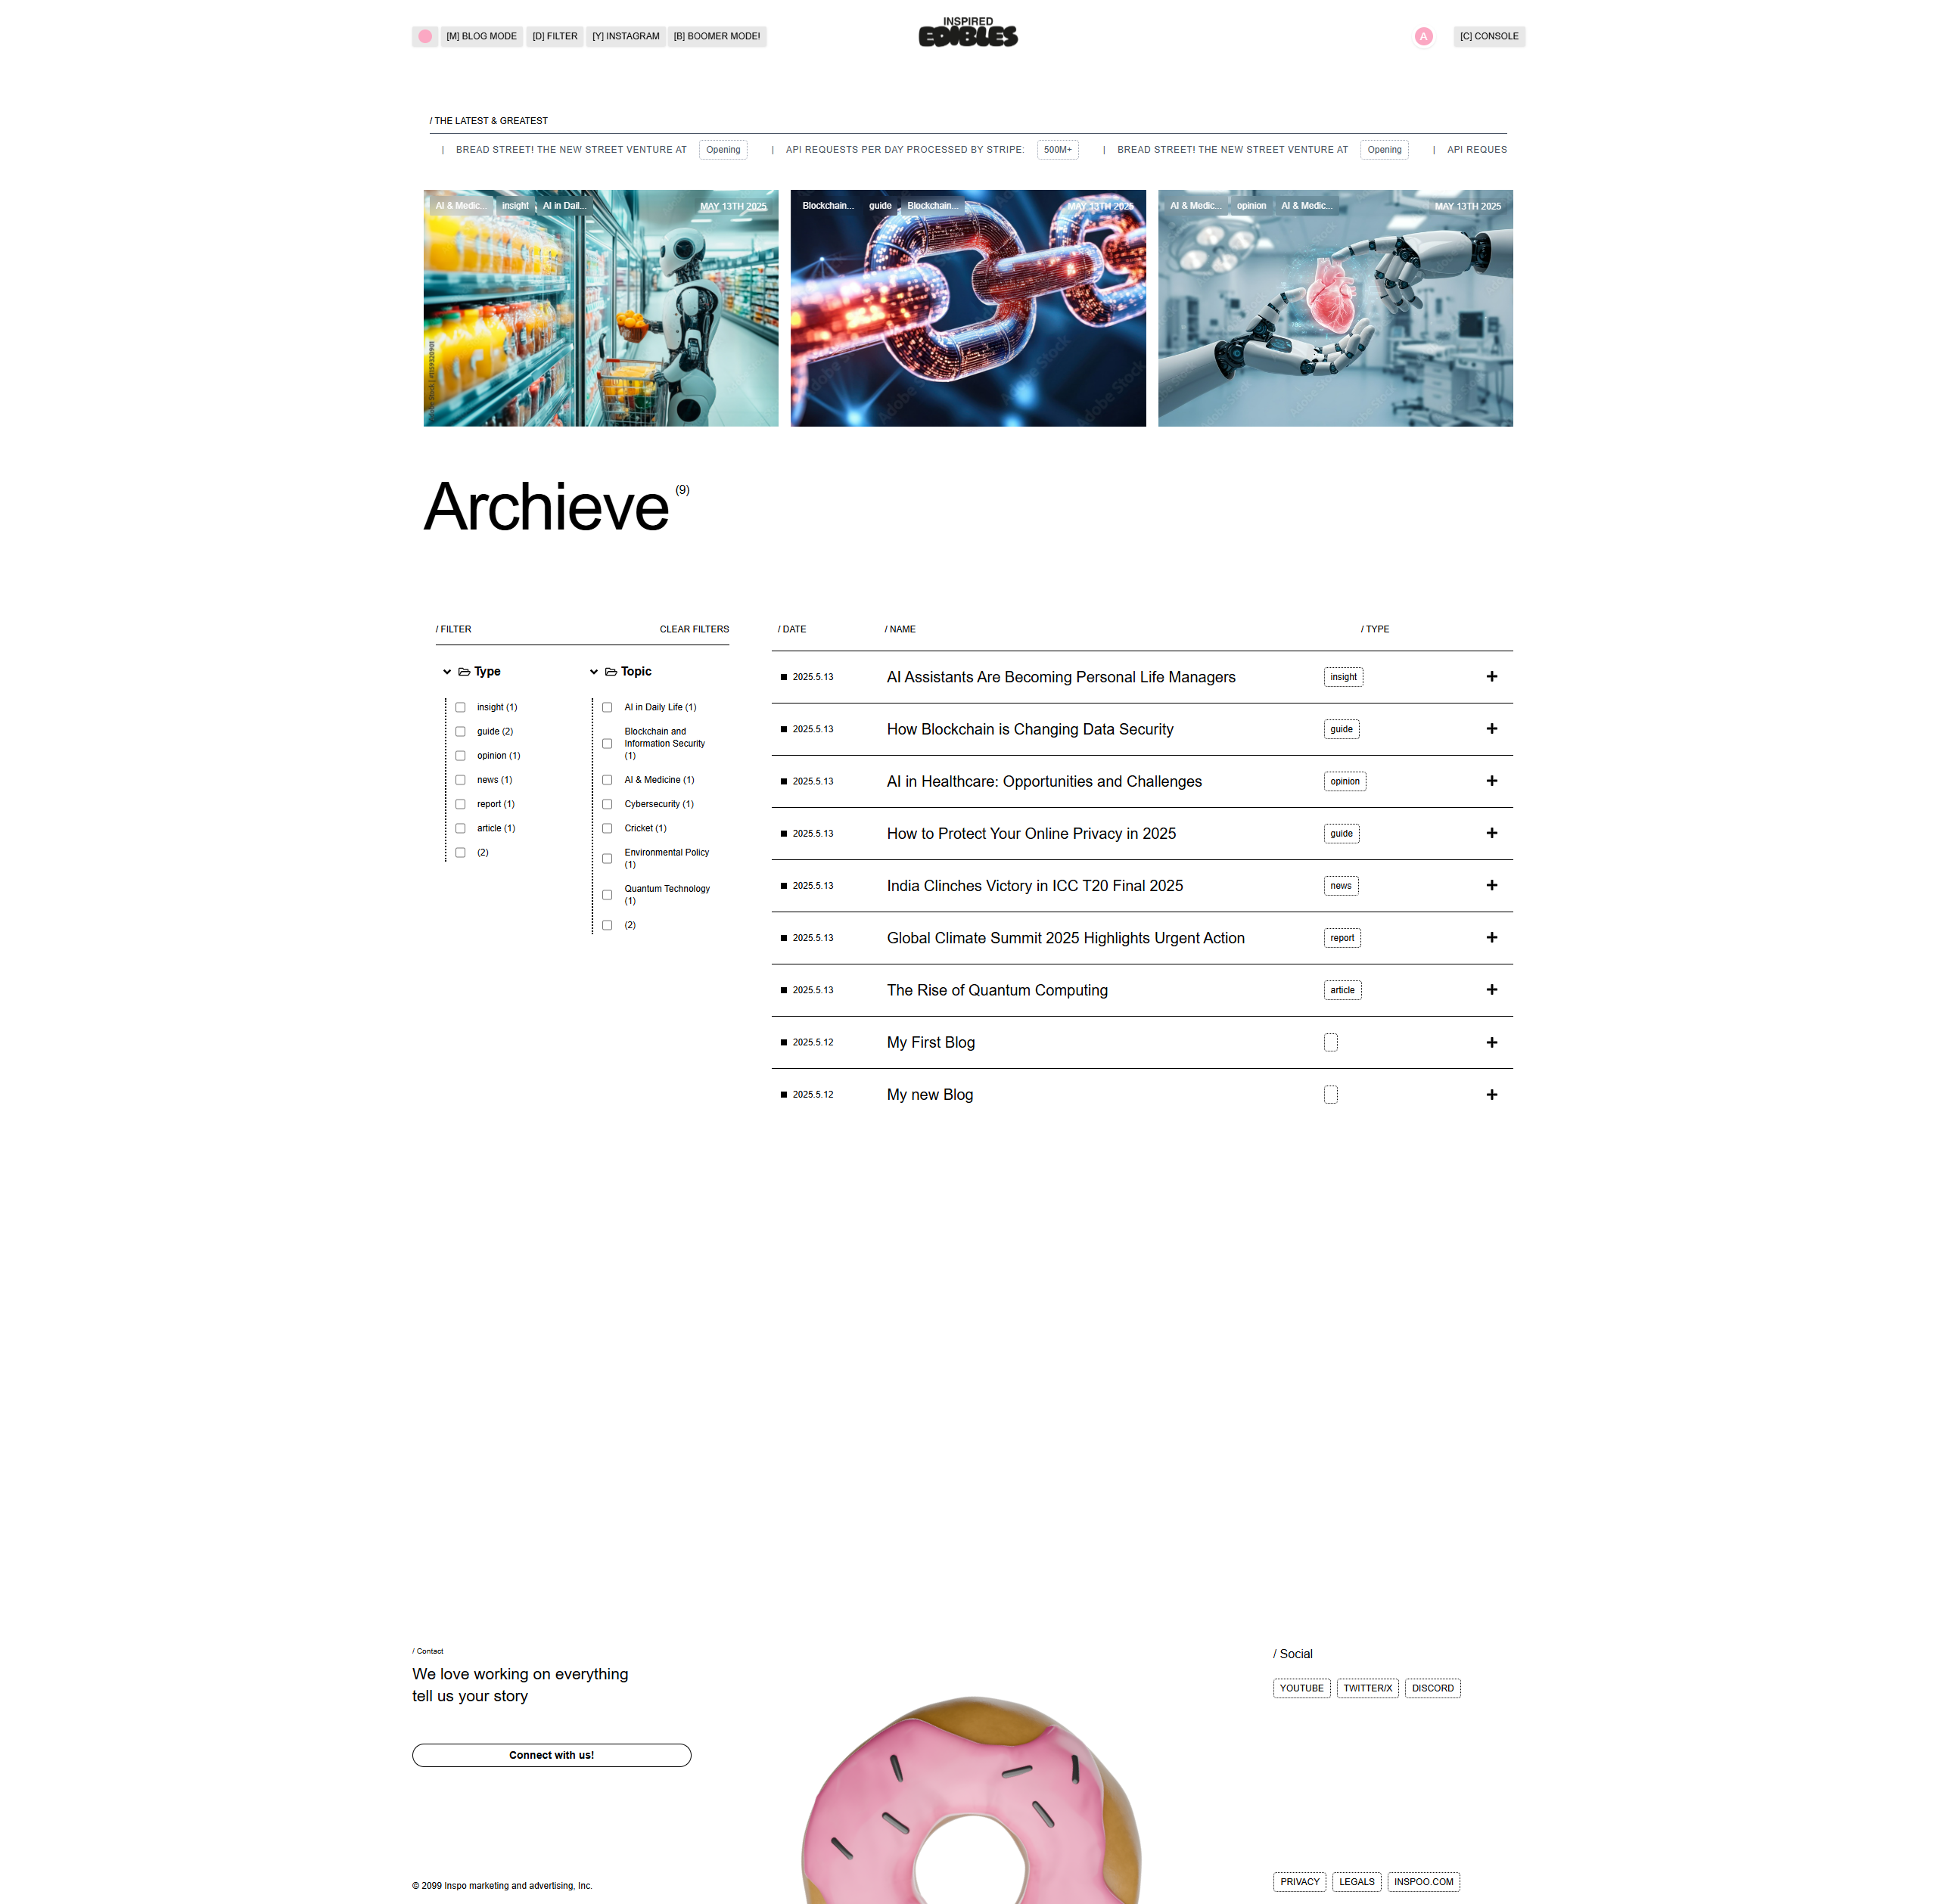 [M] BLOG MODE [D] FILTER [Y] INSTAGRAM [B] BOOMER MODE! INSPIRED EDIBLES A [C] CONSOLE
/ THE LATEST & GREATEST
| BREAD STREET! THE NEW STREET VENTURE AT Opening | API REQUESTS PER DAY PROCESSED BY STRIPE: 500M+ | BREAD STREET! THE NEW STREET VENTURE AT Opening | API REQUES
AI & Medic... insight AI in Dail... MAY 13TH 2025
Blockchain... guide Blockchain... MAY 13TH 2025
AI & Medic... opinion AI & Medic... MAY 13TH 2025
Adobe Stock
Archieve (9)
/ FILTER CLEAR FILTERS
Type
insight (1)
guide (2)
opinion (1)
news (1)
report (1)
article (1)
(2)
Topic
AI in Daily Life (1)
Blockchain and
Information Security
(1)
AI & Medicine (1)
Cybersecurity (1)
Cricket (1)
Environmental Policy
(1)
Quantum Technology
(1)
(2)
/ DATE / NAME / TYPE
2025.5.13 AI Assistants Are Becoming Personal Life Managers insight +
2025.5.13 How Blockchain is Changing Data Security guide +
2025.5.13 AI in Healthcare: Opportunities and Challenges opinion +
2025.5.13 How to Protect Your Online Privacy in 2025 guide +
2025.5.13 India Clinches Victory in ICC T20 Final 2025 news +
2025.5.13 Global Climate Summit 2025 Highlights Urgent Action report +
2025.5.13 The Rise of Quantum Computing article +
2025.5.12 My First Blog +
2025.5.12 My new Blog +
/ Contact
We love working on everything
tell us your story
Connect with us!
© 2099 Inspo marketing and advertising, Inc.
/ Social
YOUTUBE TWITTER/X DISCORD
PRIVACY LEGALS INSPOO.COM